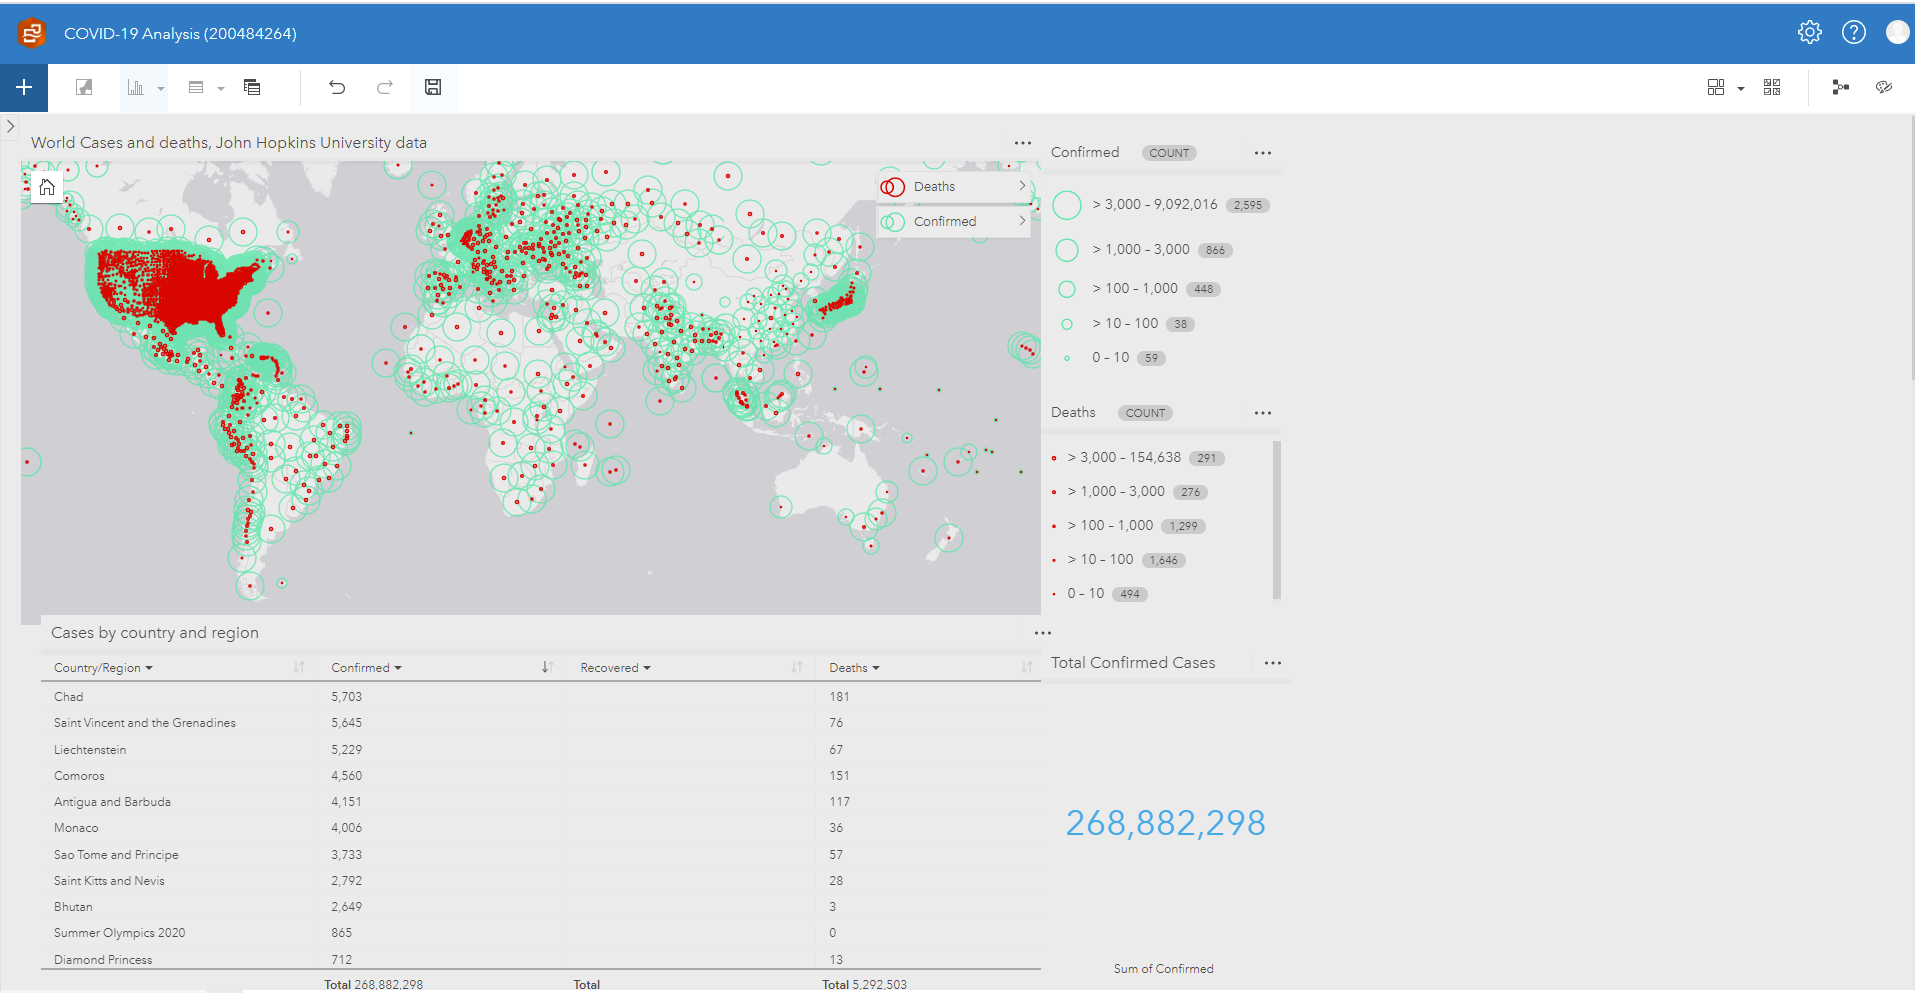 COVID-19 Analysis (200484264)
World Cases and deaths, John Hopkins University data
Deaths
Confirmed
Confirmed COUNT
> 3,000 – 9,092,016 2,595
> 1,000 – 3,000 866
> 100 – 1,000 448
> 10 – 100 38
0 – 10 59
Deaths COUNT
> 3,000 – 154,638 291
> 1,000 – 3,000 276
> 100 – 1,000 1,299
> 10 – 100 1,646
0 – 10 494
Cases by country and region
Country/Region Confirmed Recovered Deaths
Chad 5,703 181
Saint Vincent and the Grenadines 5,645 76
Liechtenstein 5,229 67
Comoros 4,560 151
Antigua and Barbuda 4,151 117
Monaco 4,006 36
Sao Tome and Principe 3,733 57
Saint Kitts and Nevis 2,792 28
Bhutan 2,649 3
Summer Olympics 2020 865 0
Diamond Princess 712 13
Total 268,882,298 Total Total 5,292,503
Total Confirmed Cases
268,882,298
Sum of Confirmed